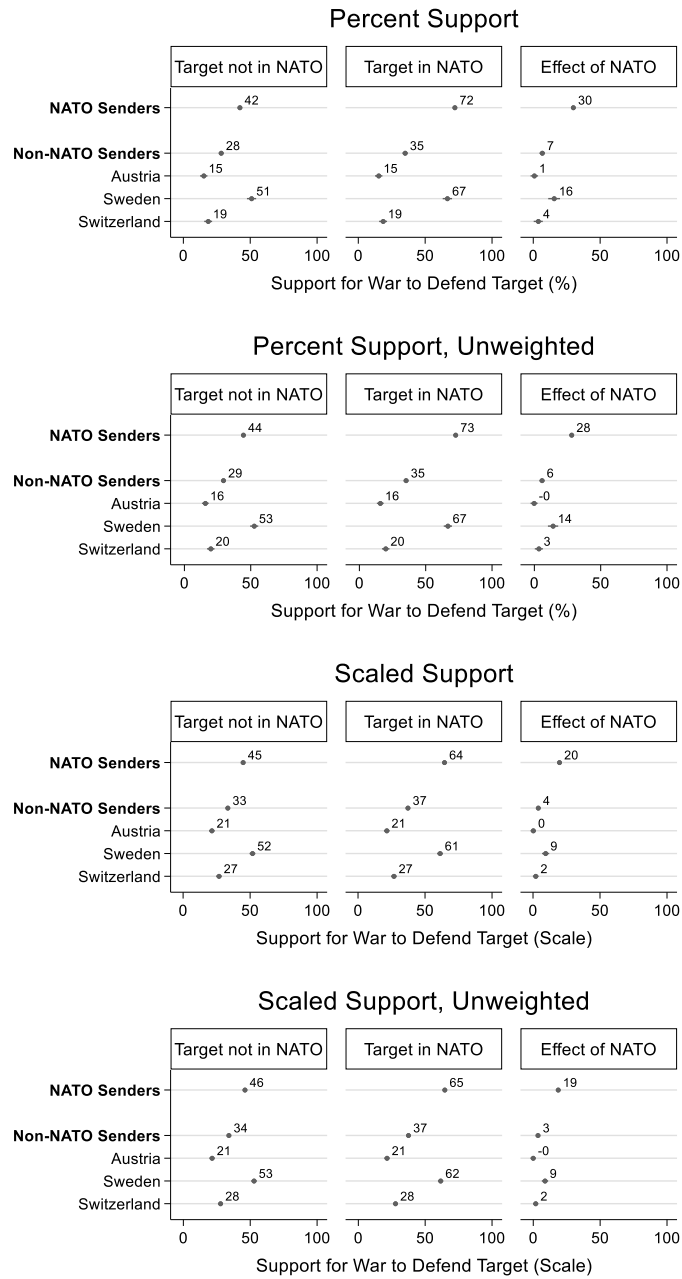 Percent Support
Target not in NATO Target in NATO Effect of NATO
NATO Senders 42 72 30
Non-NATO Senders 28 35 7
Austria 15 15 1
Sweden 51 67 16
Switzerland 19 19 4
0 50 100 0 50 100 0 50 100
Support for War to Defend Target (%)
Percent Support, Unweighted
Target not in NATO Target in NATO Effect of NATO
NATO Senders 44 73 28
Non-NATO Senders 29 35 6
Austria 16 16 -0
Sweden 53 67 14
Switzerland 20 20 3
0 50 100 0 50 100 0 50 100
Support for War to Defend Target (%)
Scaled Support
Target not in NATO Target in NATO Effect of NATO
NATO Senders 45 64 20
Non-NATO Senders 33 37 4
Austria 21 21 0
Sweden 52 61 9
Switzerland 27 27 2
0 50 100 0 50 100 0 50 100
Support for War to Defend Target (Scale)
Scaled Support, Unweighted
Target not in NATO Target in NATO Effect of NATO
NATO Senders 46 65 19
Non-NATO Senders 34 37 3
Austria 21 21 -0
Sweden 53 62 9
Switzerland 28 28 2
0 50 100 0 50 100 0 50 100
Support for War to Defend Target (Scale)